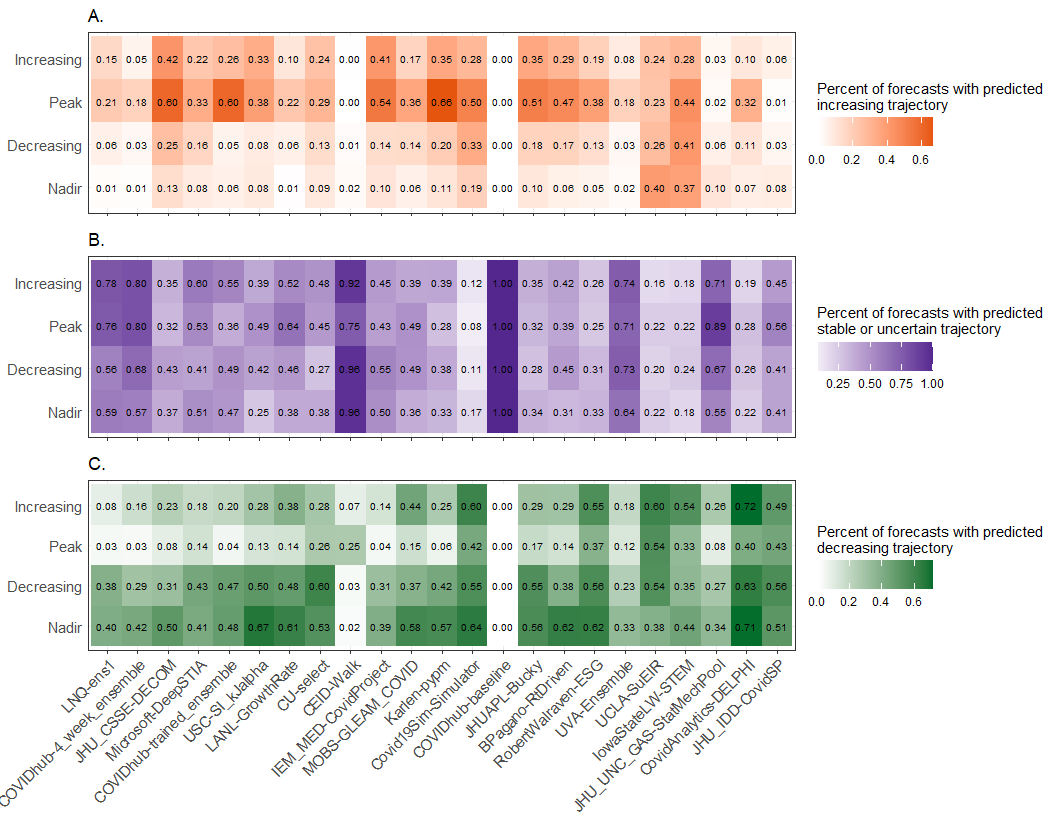 A.
Increasing 0.15 0.05 0.42 0.22 0.26 0.33 0.10 0.24 0.00 0.41 0.17 0.35 0.28 0.00 0.35 0.29 0.19 0.08 0.24 0.28 0.03 0.10 0.06
Peak 0.21 0.18 0.60 0.33 0.60 0.38 0.22 0.29 0.00 0.54 0.36 0.66 0.50 0.00 0.51 0.47 0.38 0.18 0.23 0.44 0.02 0.32 0.01
Decreasing 0.06 0.03 0.25 0.16 0.05 0.08 0.06 0.13 0.01 0.14 0.14 0.20 0.33 0.00 0.18 0.17 0.13 0.03 0.26 0.41 0.06 0.11 0.03
Nadir 0.01 0.01 0.13 0.08 0.06 0.08 0.01 0.09 0.02 0.10 0.06 0.11 0.19 0.00 0.10 0.06 0.05 0.02 0.40 0.37 0.10 0.07 0.08
Percent of forecasts with predicted
increasing trajectory
0.0 0.2 0.4 0.6
B.
Increasing 0.78 0.80 0.35 0.60 0.55 0.39 0.52 0.48 0.92 0.45 0.39 0.39 0.12 1.00 0.35 0.42 0.26 0.74 0.16 0.18 0.71 0.19 0.45
Peak 0.76 0.80 0.32 0.53 0.36 0.49 0.64 0.45 0.75 0.43 0.49 0.28 0.08 1.00 0.32 0.39 0.25 0.71 0.22 0.22 0.89 0.28 0.56
Decreasing 0.56 0.68 0.43 0.41 0.49 0.42 0.46 0.27 0.96 0.55 0.49 0.38 0.11 1.00 0.28 0.45 0.31 0.73 0.20 0.24 0.67 0.26 0.41
Nadir 0.59 0.57 0.37 0.51 0.47 0.25 0.38 0.38 0.96 0.50 0.36 0.33 0.17 1.00 0.34 0.31 0.33 0.64 0.22 0.18 0.55 0.22 0.41
Percent of forecasts with predicted
stable or uncertain trajectory
0.25 0.50 0.75 1.00
C.
Increasing 0.08 0.16 0.23 0.18 0.20 0.28 0.38 0.28 0.07 0.14 0.44 0.25 0.60 0.00 0.29 0.29 0.55 0.18 0.60 0.54 0.26 0.72 0.49
Peak 0.03 0.03 0.08 0.14 0.04 0.13 0.14 0.26 0.25 0.04 0.15 0.06 0.42 0.00 0.17 0.14 0.37 0.12 0.54 0.33 0.08 0.40 0.43
Decreasing 0.38 0.29 0.31 0.43 0.47 0.50 0.48 0.60 0.03 0.31 0.37 0.42 0.55 0.00 0.55 0.38 0.56 0.23 0.54 0.35 0.27 0.63 0.56
Nadir 0.40 0.42 0.50 0.41 0.48 0.67 0.61 0.53 0.02 0.39 0.58 0.57 0.64 0.00 0.56 0.62 0.62 0.33 0.38 0.44 0.34 0.71 0.51
Percent of forecasts with predicted
decreasing trajectory
0.0 0.2 0.4 0.6
LNQ-ens1
COVIDhub-4_week_ensemble
JHU_CSSE-DECOM
Microsoft-DeepSTIA
COVIDhub-trained_ensemble
USC-SI_kJalpha
LANL-GrowthRate
CU-select
CEID-Walk
IEM_MED-CovidProject
MOBS-GLEAM_COVID
Karlen-pypm
Covid19Sim-Simulator
COVIDhub-baseline
JHUAPL-Bucky
BPagano-RtDriven
RobertWalraven-ESG
UVA-Ensemble
UCLA-SuEIR
IowaStateLW-STEM
JHU_UNC_GAS-StatMechPool
CovidAnalytics-DELPHI
JHU_IDD-CovidSP